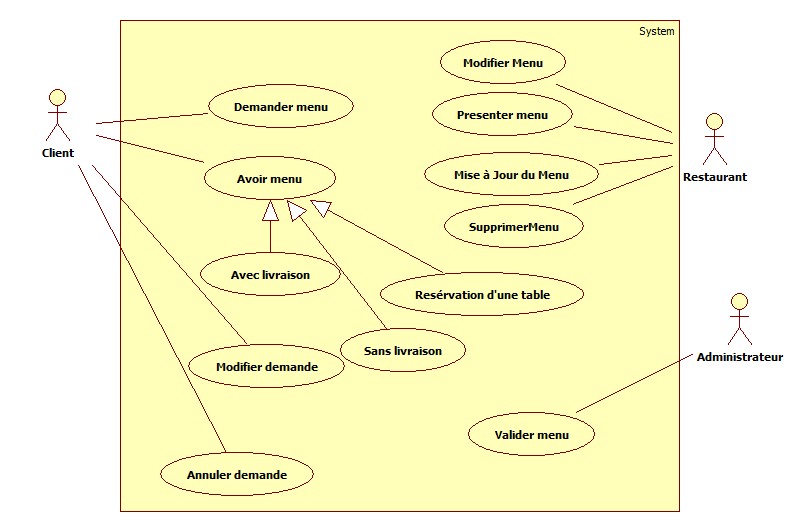 System
Modifier Menu
Demander menu
Presenter menu
Client
Avoir menu
Mise à Jour du Menu
Restaurant
SupprimerMenu
Avec livraison
Resérvation d'une table
Sans livraison
Administrateur
Modifier demande
Valider menu
Annuler demande